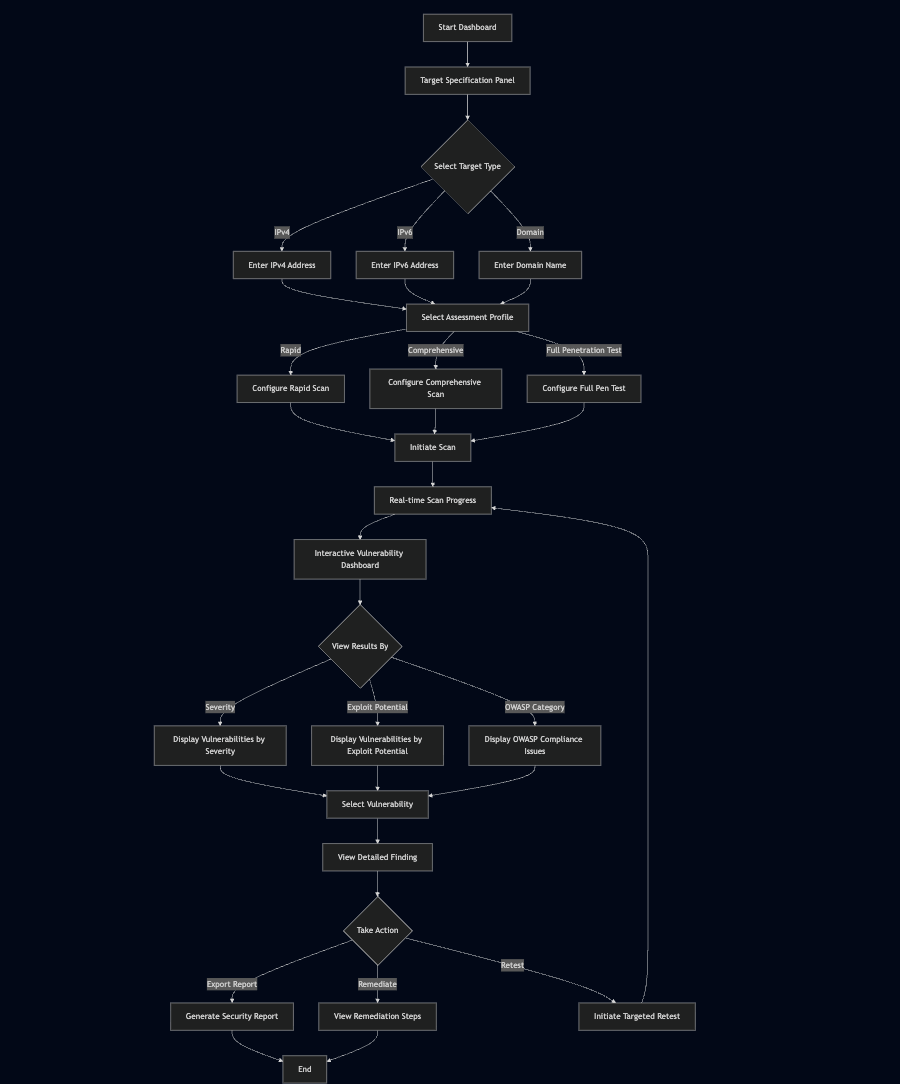 Start Dashboard
Target Specification Panel
Select Target Type
IPv4
IPv6
Domain
Enter IPv4 Address
Enter IPv6 Address
Enter Domain Name
Select Assessment Profile
Rapid
Comprehensive
Full Penetration Test
Configure Rapid Scan
Configure Comprehensive
Scan
Configure Full Pen Test
Initiate Scan
Real-time Scan Progress
Interactive Vulnerability
Dashboard
View Results By
Severity
Exploit Potential
OWASP Category
Display Vulnerabilities by
Severity
Display Vulnerabilities by
Exploit Potential
Display OWASP Compliance
Issues
Select Vulnerability
View Detailed Finding
Take Action
Retest
Export Report
Remediate
Generate Security Report
View Remediation Steps
Initiate Targeted Retest
End